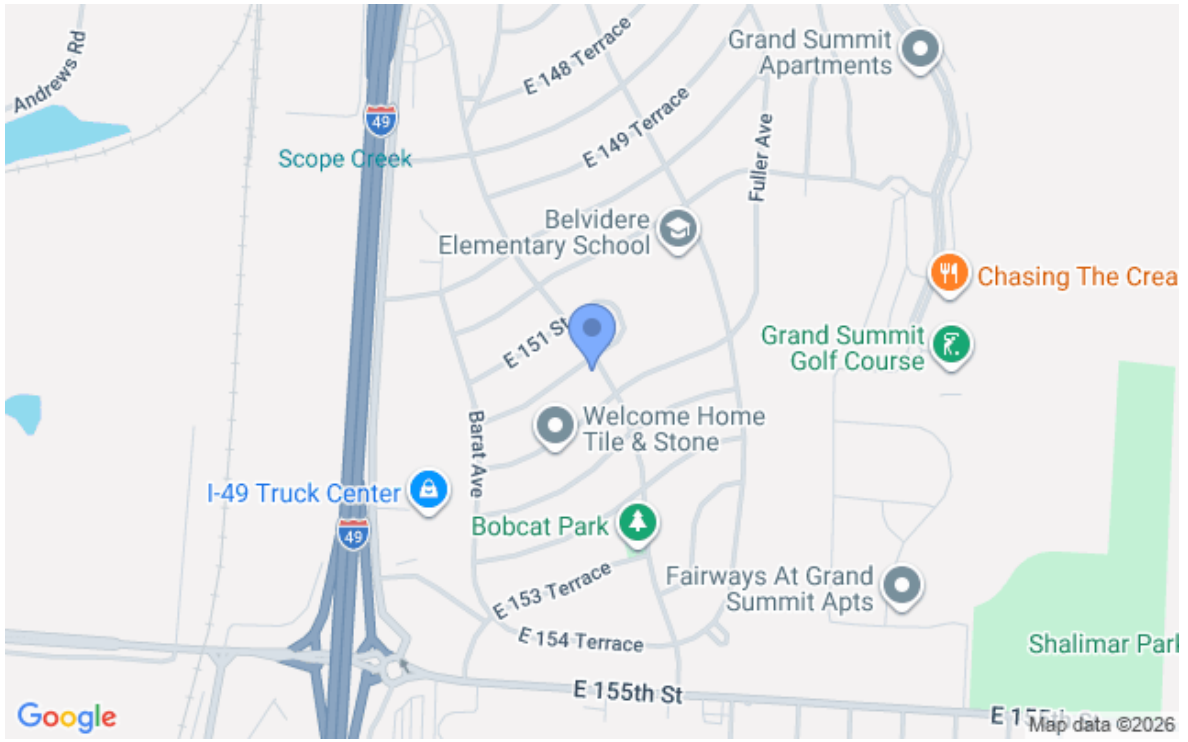 Andrews Rd
E 148 Terrace
Grand Summit
Apartments
49
E 149 Terrace
Scope Creek
Fuller Ave
Belvidere
Elementary School
Chasing The Crea
E 151 St
Grand Summit
Golf Course
Barat Ave
Welcome Home
Tile & Stone
I-49 Truck Center
49
Bobcat Park
E 153 Terrace
Fairways At Grand
Summit Apts
E 154 Terrace
Shalimar Park
E 155th St
E 155th St
Google
Map data ©2026